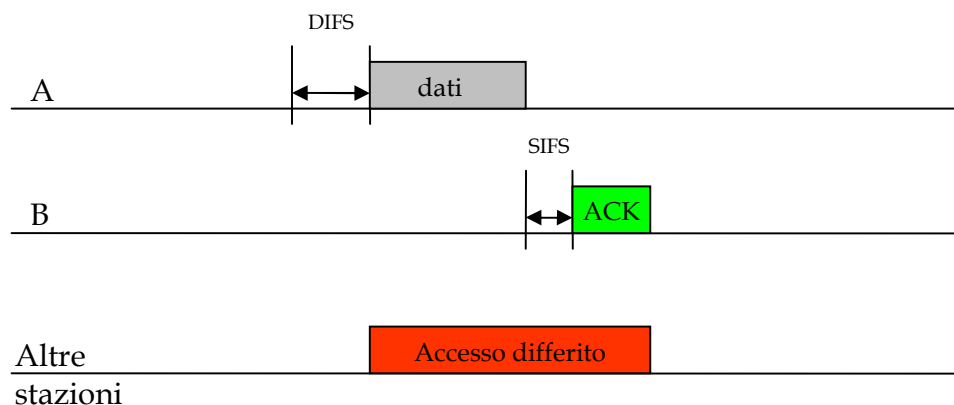 DIFS
A
dati
SIFS
B
ACK
Altre
stazioni
Accesso differito